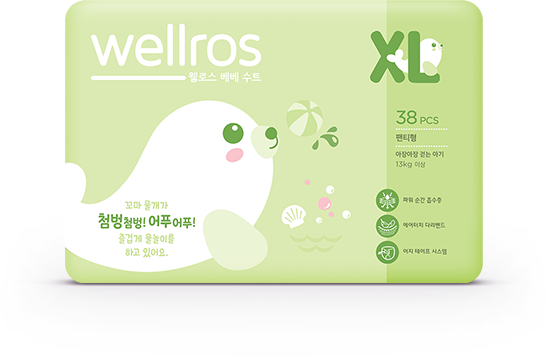 wellros
웰로스 베베 수트
XL
38 PCS
팬티형
아장아장 걷는 아기
13kg 이상
꼬마 물개가
첨벙첨벙! 어푸어푸!
즐겁게 물놀이를
하고 있어요.
파워 순간 흡수층
에어터치 다리밴드
이지 테이프 시스템